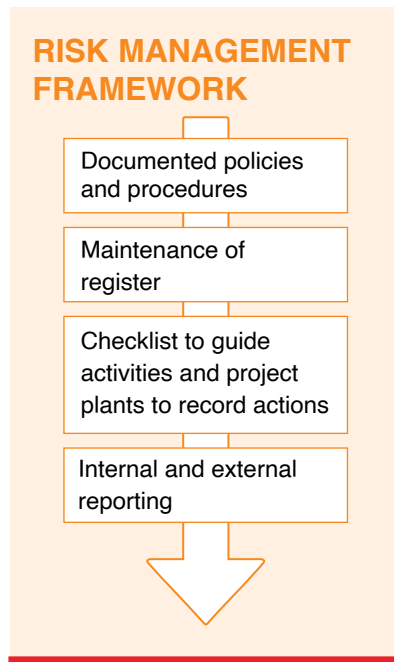 RISK MANAGEMENT
FRAMEWORK
Documented policies
and procedures
Maintenance of
register
Checklist to guide
activities and project
plants to record actions
Internal and external
reporting